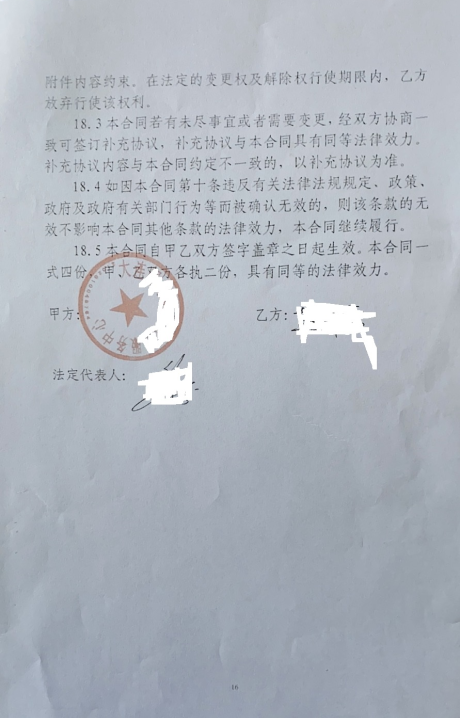 附件内容约束。在法定的变更权及解除权行使期限内，乙方
放弃行使该权利。
18.3本合同若有未尽事宜或者需要变更，经双方协商一
致可签订补充协议，补充协议与本合同具有同等法律效力。
补充协议内容与本合同约定不一致的，以补充协议为准。
18.4如因本合同第十条违反有关法律法规规定、政策、
政府及政府有关部门行为等而被确认无效的，则该条款的无
效不影响本合同其他条款的法律效力，本合同继续履行。
18.5本合同自甲乙双方签字盖章之日起生效。本合同一
式四份，甲、乙双方各执二份，具有同等的法律效力。
甲方：
乙方：
服务中心
法定代表人：
16